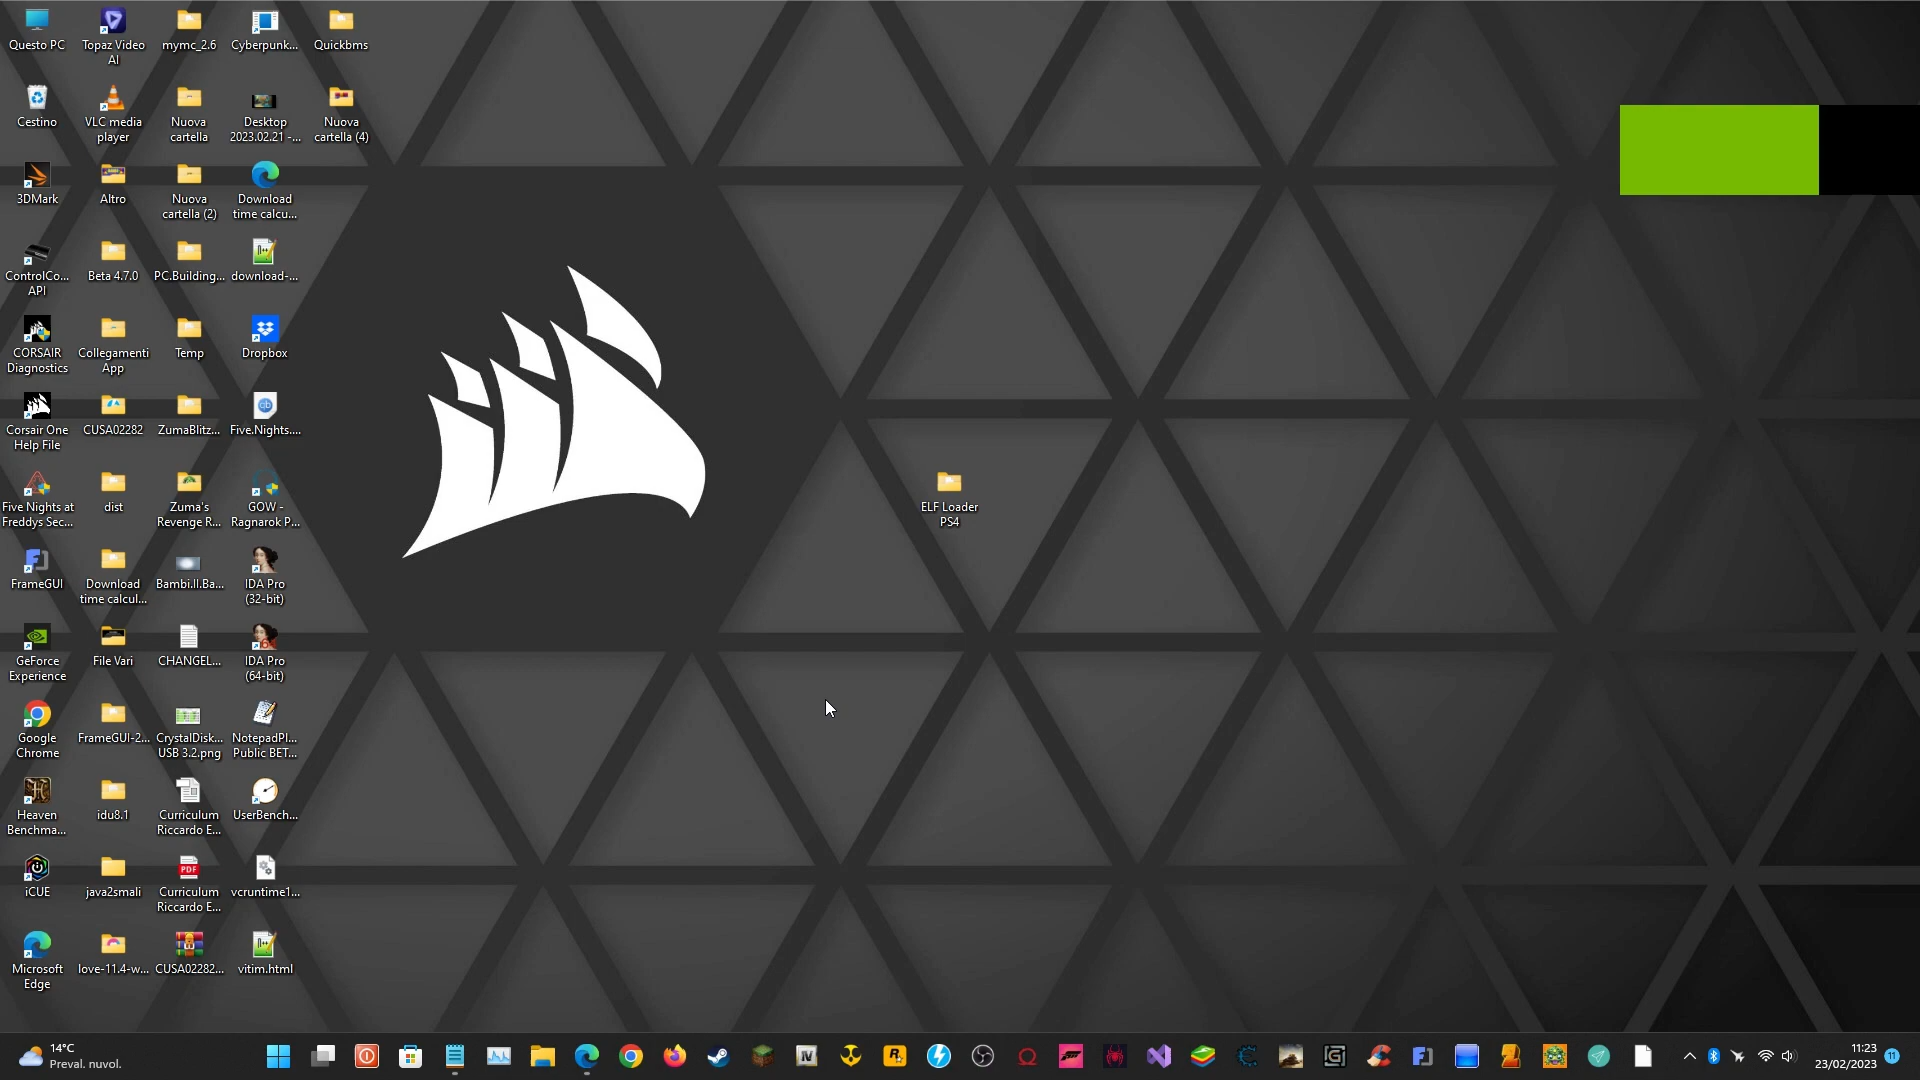 Questo PC
Topaz Video
AI
mymc_2.6
Cyberpunk...
Quickbms
Cestino
VLC media
player
Nuova
cartella
Desktop
2023.02.21 -...
Nuova
cartella (4)
3DMark
Altro
Nuova
cartella (2)
Download
time calcu...
ControlCo...
API
Beta 4.7.0
PC.Building...
download-...
CORSAIR
Diagnostics
Collegamenti
App
Temp
Dropbox
Corsair One
Help File
CUSA02282
ZumaBlitz...
Five.Nights....
Five Nights at
Freddys Sec...
dist
Zuma's
Revenge R...
GOW -
Ragnarok P...
ELF Loader
PS4
FrameGUI
Download
time calcul...
Bambi.II.Ba...
IDA Pro
(32-bit)
GeForce
Experience
File Vari
CHANGEL...
IDA Pro
(64-bit)
Google
Chrome
FrameGUI-2...
CrystalDisk...
USB 3.2.png
NotepadPl...
Public BET...
Heaven
Benchma...
idu8.1
Curriculum
Riccardo E...
UserBench...
iCUE
java2smali
PDF
Curriculum
Riccardo E...
vcruntime1...
Microsoft
Edge
love-11.4-w...
CUSA02282...
vitim.html
14°C
Preval. nuvol.
11:23
23/02/2023
11